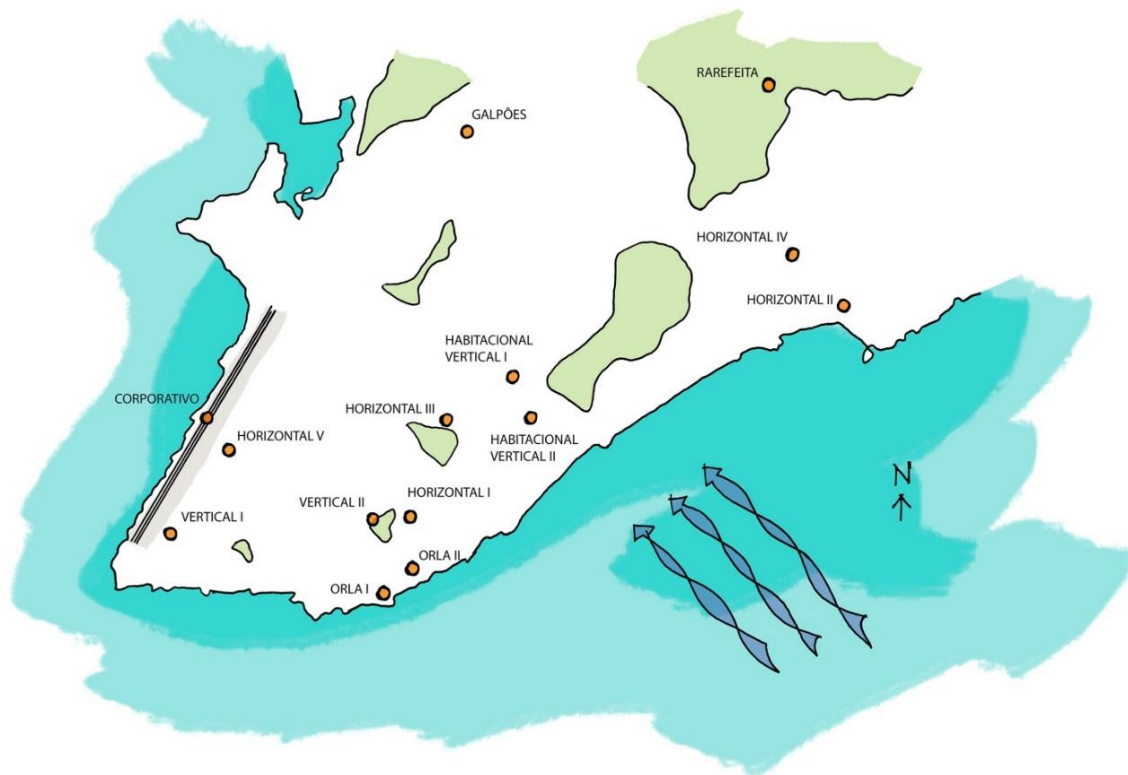 RAREFEITA
GALPÕES
HORIZONTAL IV
HORIZONTAL II
HABITACIONAL
VERTICAL I
CORPORATIVO
HORIZONTAL III
HORIZONTAL V
HABITACIONAL
VERTICAL II
N
VERTICAL II
HORIZONTAL I
VERTICAL I
ORLA II
ORLA I